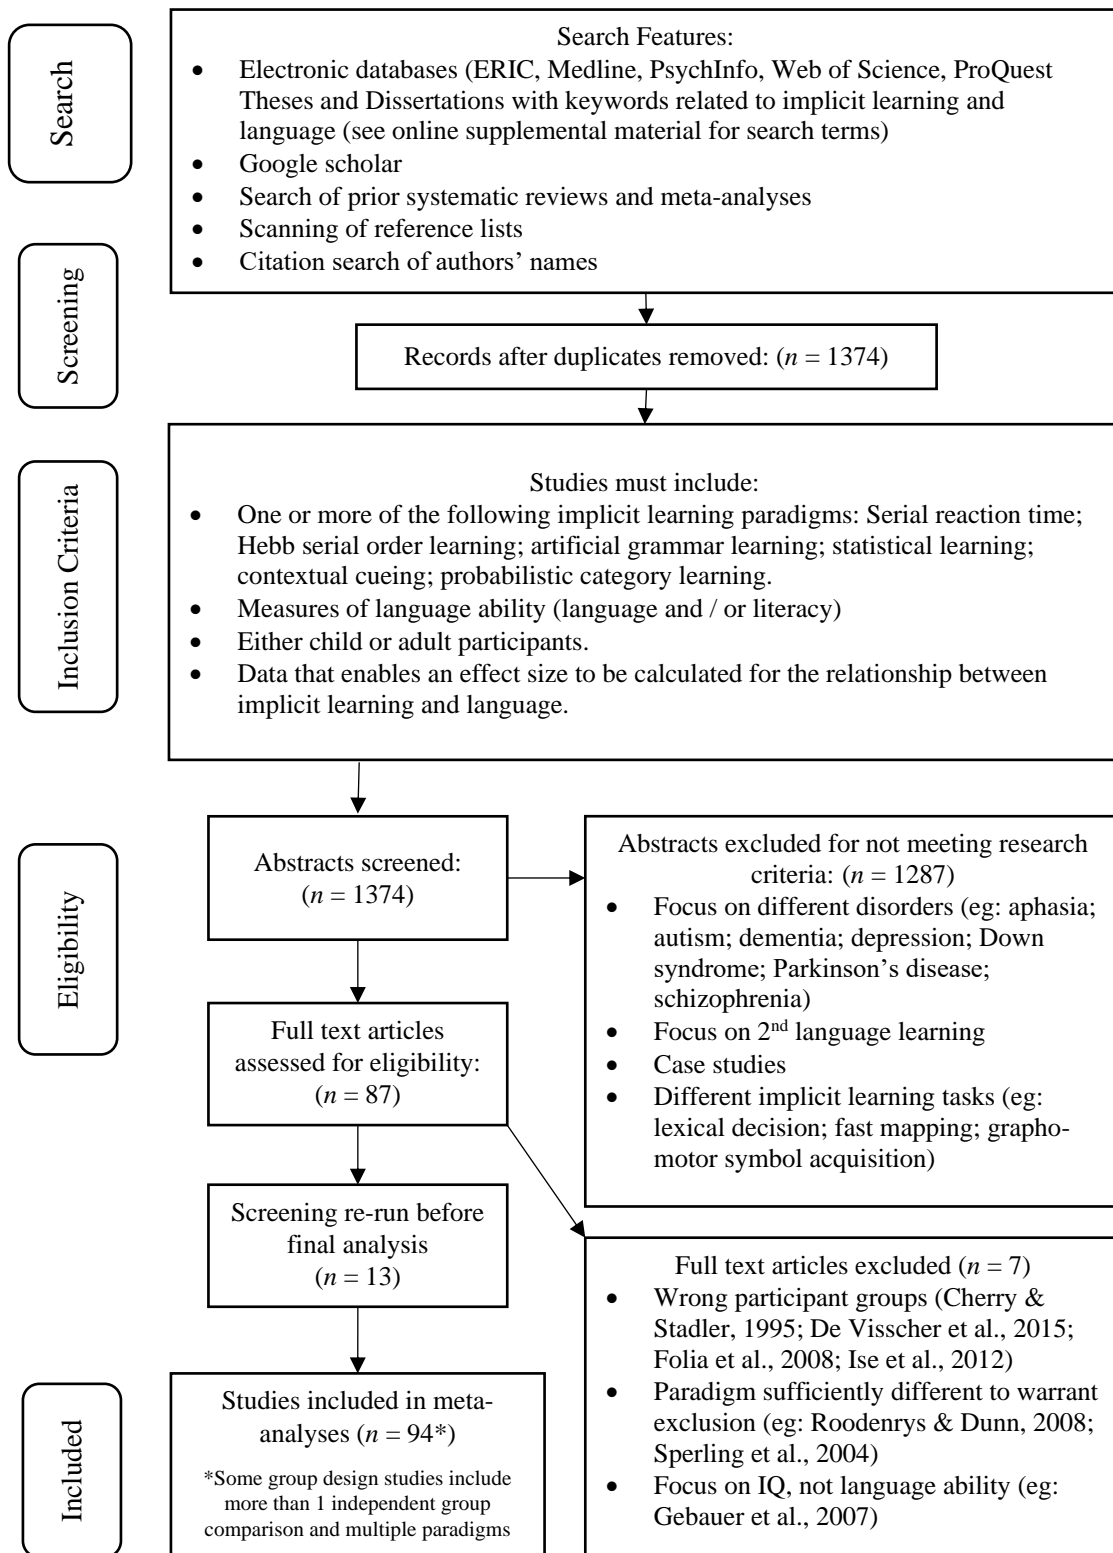 Search
Search Features:
• Electronic databases (ERIC, Medline, PsychInfo, Web of Science, ProQuest
Theses and Dissertations with keywords related to implicit learning and
language (see online supplemental material for search terms)
• Google scholar
• Search of prior systematic reviews and meta-analyses
• Scanning of reference lists
• Citation search of authors’ names
Screening
Records after duplicates removed: (n = 1374)
Inclusion Criteria
Studies must include:
• One or more of the following implicit learning paradigms: Serial reaction time;
Hebb serial order learning; artificial grammar learning; statistical learning;
contextual cueing; probabilistic category learning.
• Measures of language ability (language and / or literacy)
• Either child or adult participants.
• Data that enables an effect size to be calculated for the relationship between
implicit learning and language.
Eligibility
Abstracts screened:
(n = 1374)
Abstracts excluded for not meeting research
criteria: (n = 1287)
• Focus on different disorders (eg: aphasia;
autism; dementia; depression; Down
syndrome; Parkinson’s disease;
schizophrenia)
• Focus on 2nd language learning
• Case studies
• Different implicit learning tasks (eg:
lexical decision; fast mapping; grapho-
motor symbol acquisition)
Full text articles
assessed for eligibility:
(n = 87)
Screening re-run before
final analysis
(n = 13)
Full text articles excluded (n = 7)
• Wrong participant groups (Cherry &
Stadler, 1995; De Visscher et al., 2015;
Folia et al., 2008; Ise et al., 2012)
• Paradigm sufficiently different to warrant
exclusion (eg: Roodenrys & Dunn, 2008;
Sperling et al., 2004)
• Focus on IQ, not language ability (eg:
Gebauer et al., 2007)
Included
Studies included in meta-
analyses (n = 94*)
*Some group design studies include
more than 1 independent group
comparison and multiple paradigms